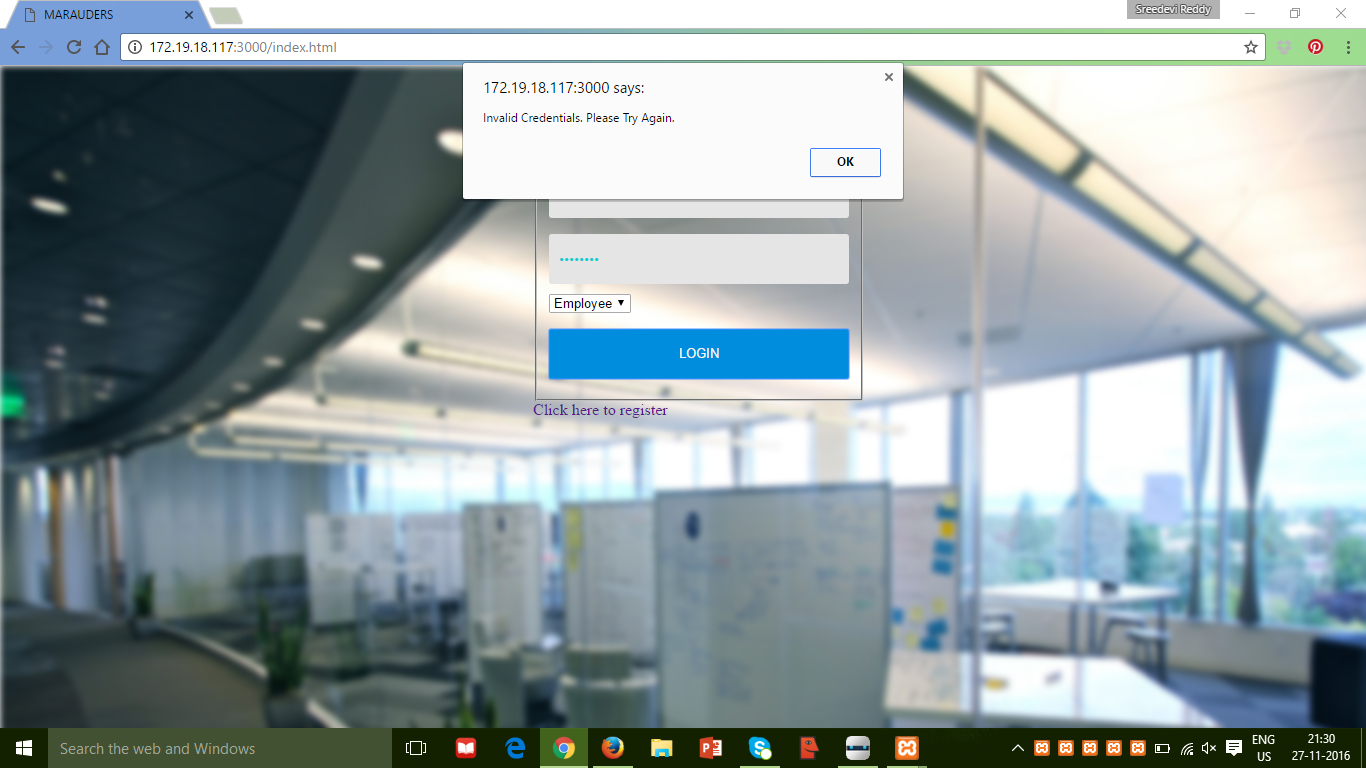 MARAUDERS
Sreedevi Reddy
172.19.18.117:3000/index.html
172.19.18.117:3000 says:
Invalid Credentials. Please Try Again.
OK
••••••••
Employee
LOGIN
Click here to register
Search the web and Windows
ENG
US
21:30
27-11-2016